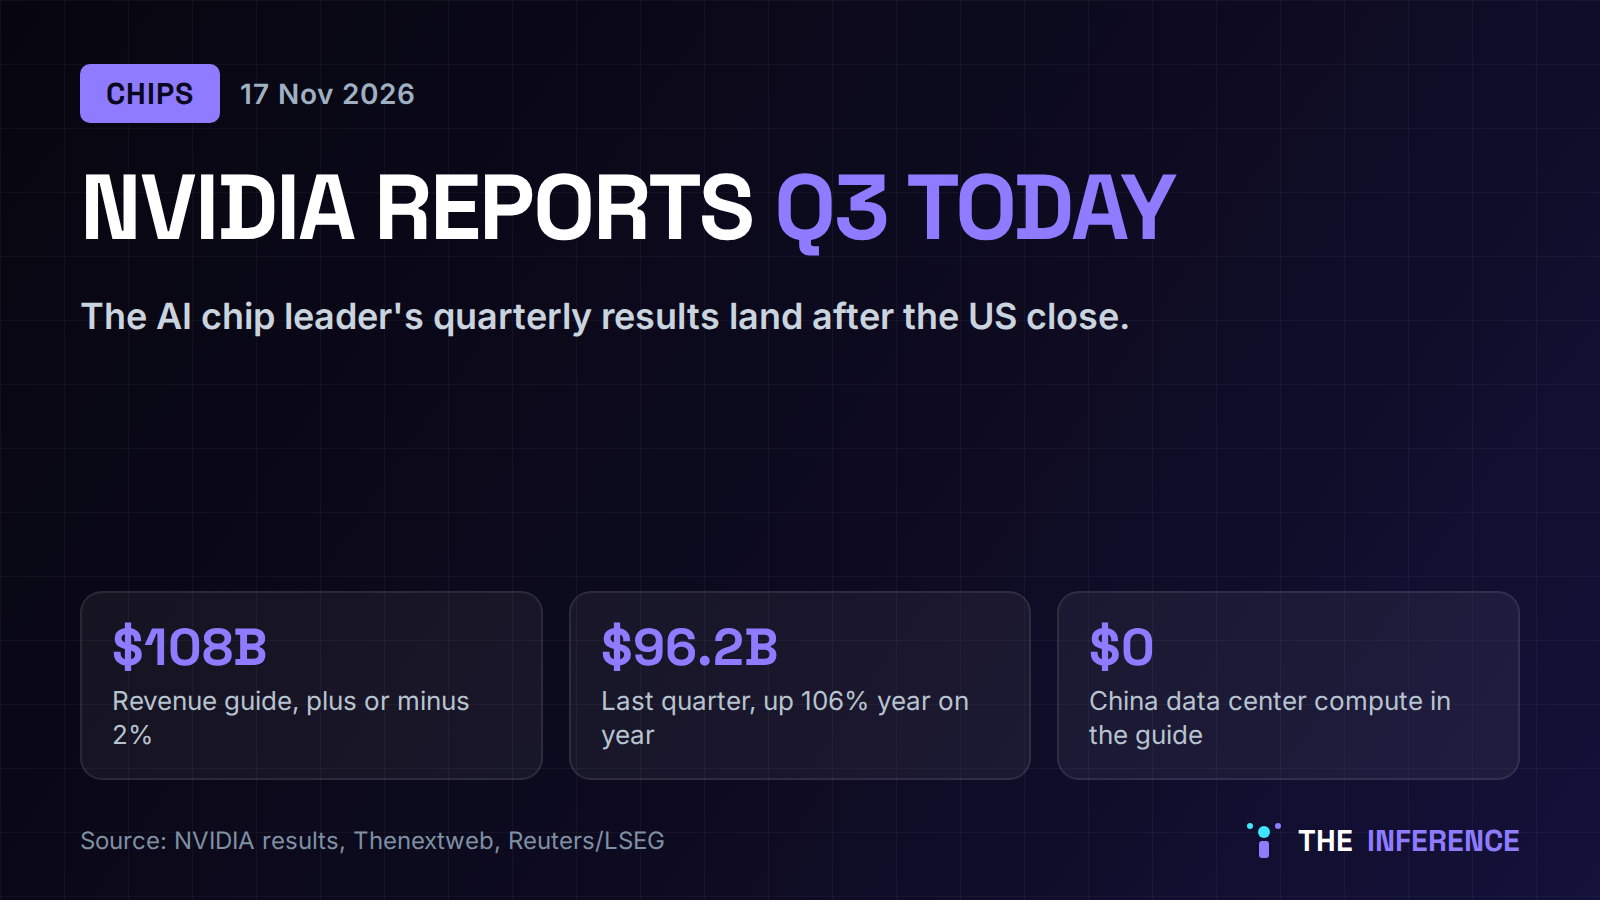 CHIPS 17 Nov 2026
NVIDIA REPORTS Q3 TODAY
The AI chip leader's quarterly results land after the US close.
$108B
Revenue guide, plus or minus
2%
$96.2B
Last quarter, up 106% year on
year
$0
China data center compute in
the guide
Source: NVIDIA results, Thenextweb, Reuters/LSEG
THE INFERENCE